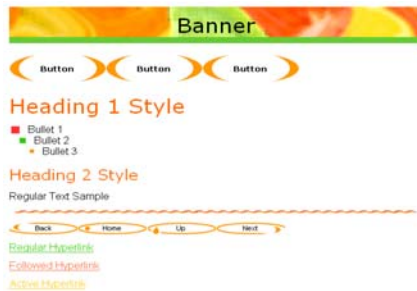 Banner
Button Button Button
Heading 1 Style
Bullet 1
Bullet 2
Bullet 3
Heading 2 Style
Regular Text Sample
Back Home Up Next
Regular Hyperlink
Followed Hyperlink
Active Hyperlink